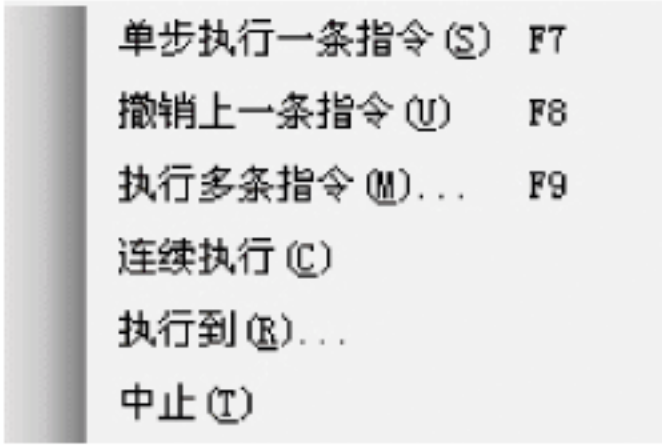 单步执行一条指令(S) F7
撤销上一条指令(U) F8
执行多条指令(M)... F9
连续执行(C)
执行到(R)...
中止(T)